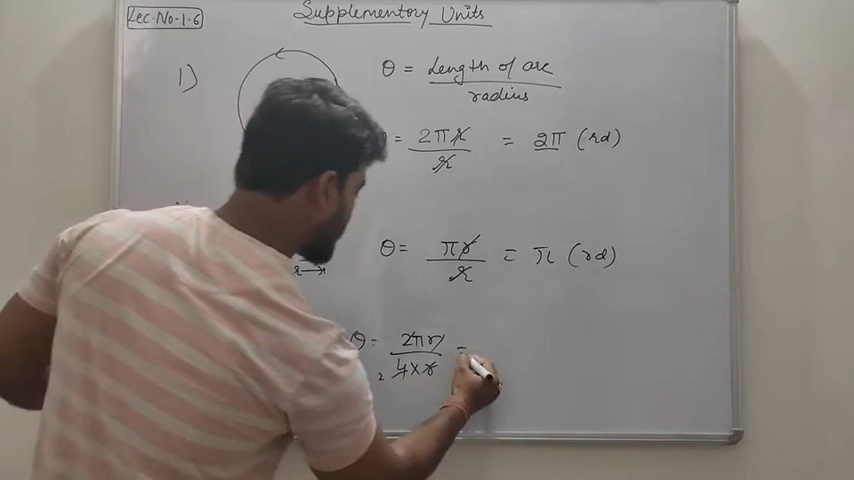 Lec.No-1.6
Supplementory Units
1)
θ = Length of arc
radius
= 2πr
r
= 2π (rd)
θ = πr
r
= π (rd)
r→
θ = 2πr
4×r
=
2